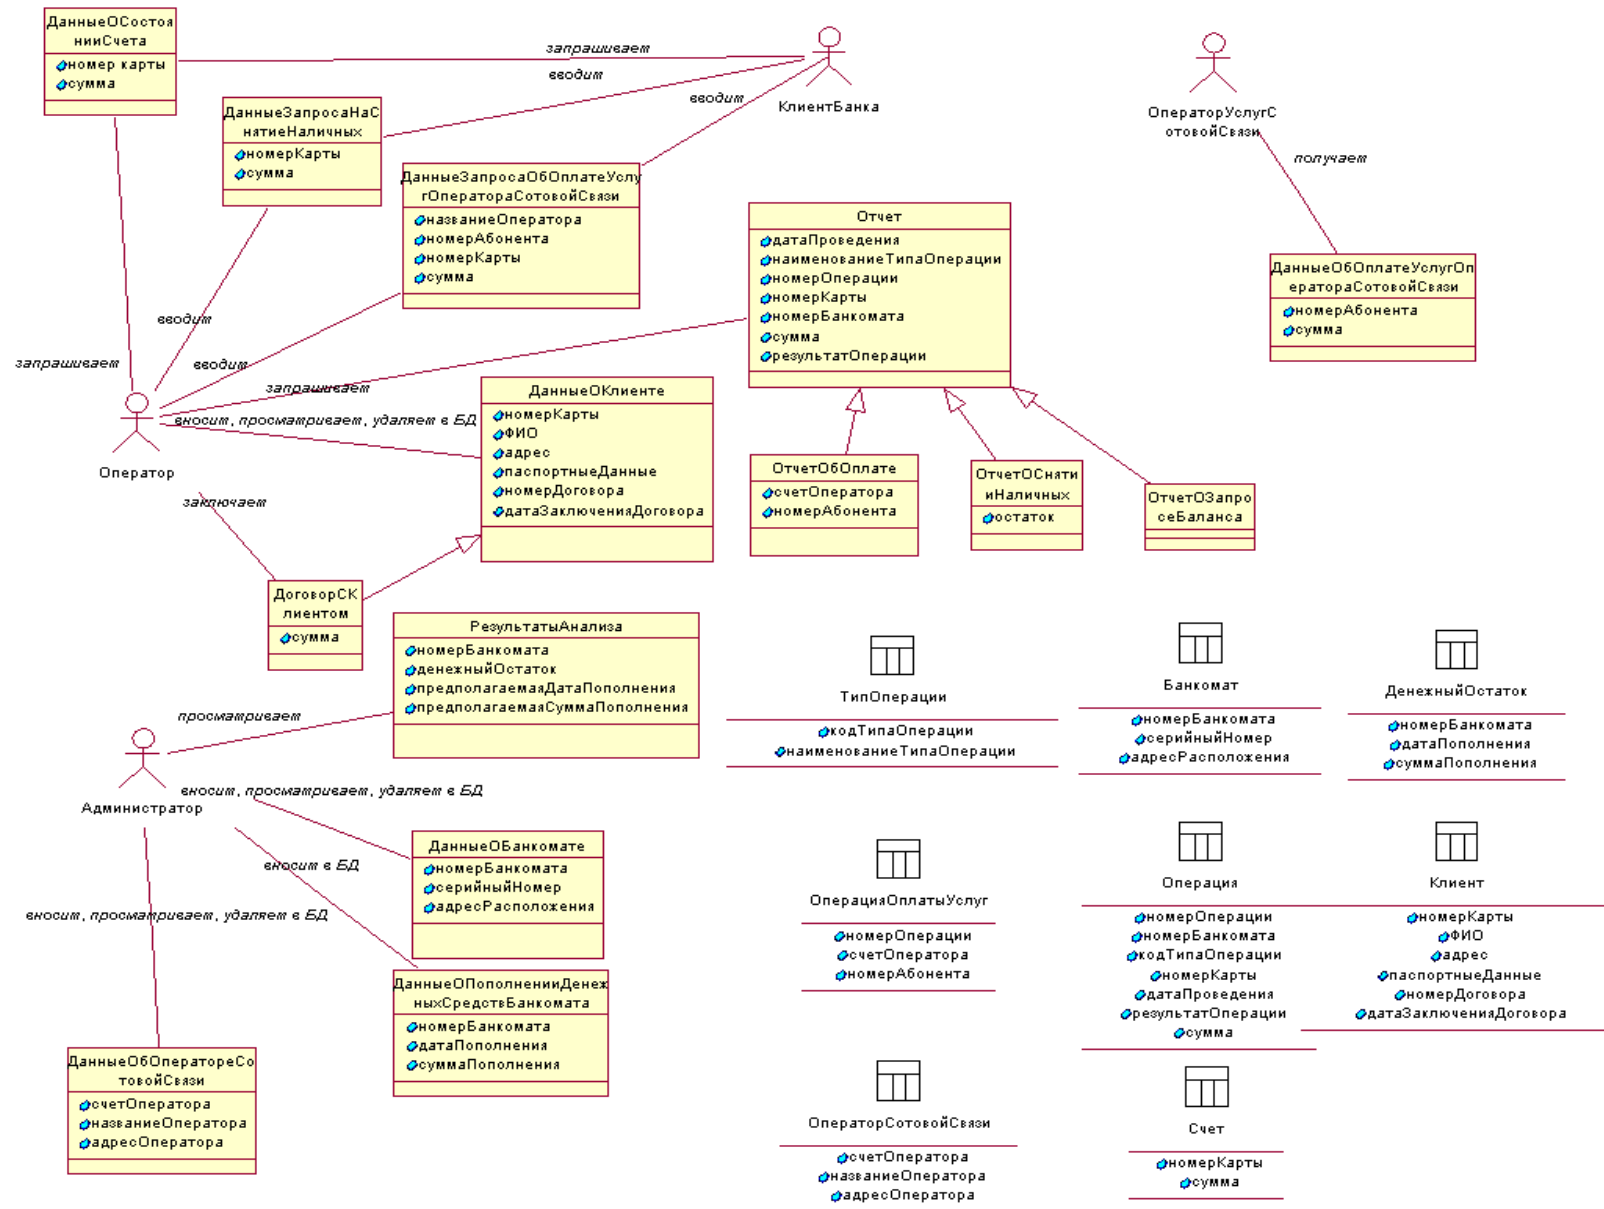 ДанныеОСостоя
нииСчета
номер карты
сумма
запрашивает
вводит
вводит
КлиентБанка
ОператорУслугС
отовойСвязи
получает
ДанныеЗапросаНаС
нятиеНаличных
номерКарты
сумма
ДанныеЗапросаОбОплатеУслу
гОператораСотовойСвязи
названиеОператора
номерАбонента
номерКарты
сумма
Отчет
датаПроведения
наименованиеТипаОперации
номерОперации
номерКарты
номерБанкомата
сумма
результатОперации
ДанныеОбОплатеУслугОп
ератораСотовойСвязи
номерАбонента
сумма
вводит
запрашивает
вводит
запрашивает
вносит, просматривает, удаляет в БД
Оператор
заключает
ДанныеОКлиенте
номерКарты
ФИО
адрес
паспортныеДанные
номерДоговора
датаЗаключенияДоговора
ОтчетОбОплате
счетОператора
номерАбонента
ОтчетОСняти
иНаличных
остаток
ОтчетОЗапро
сеБаланса
ДоговорСК
лиентом
сумма
РезультатыАнализа
номерБанкомата
денежныйОстаток
предполагаемаяДатаПополнения
предполагаемаяСуммаПополнения
просматривает
Администратор
вносит, просматривает, удаляет в БД
вносит в БД
вносит, просматривает, удаляет в БД
ДанныеОБанкомате
номерБанкомата
серийныйНомер
адресРасположения
ДанныеОПополненииДенеж
ныхСредствБанкомата
номерБанкомата
датаПополнения
суммаПополнения
ДанныеОбОператореСо
товойСвязи
счетОператора
названиеОператора
адресОператора
ТипОперации
кодТипаОперации
наименованиеТипаОперации
Банкомат
номерБанкомата
серийныйНомер
адресРасположения
ДенежныйОстаток
номерБанкомата
датаПополнения
суммаПополнения
ОперацияОплатыУслуг
номерОперации
счетОператора
номерАбонента
Операция
номерОперации
номерБанкомата
кодТипаОперации
номерКарты
датаПроведения
результатОперации
сумма
Клиент
номерКарты
ФИО
адрес
паспортныеДанные
номерДоговора
датаЗаключенияДоговора
ОператорСотовойСвязи
счетОператора
названиеОператора
адресОператора
Счет
номерКарты
сумма